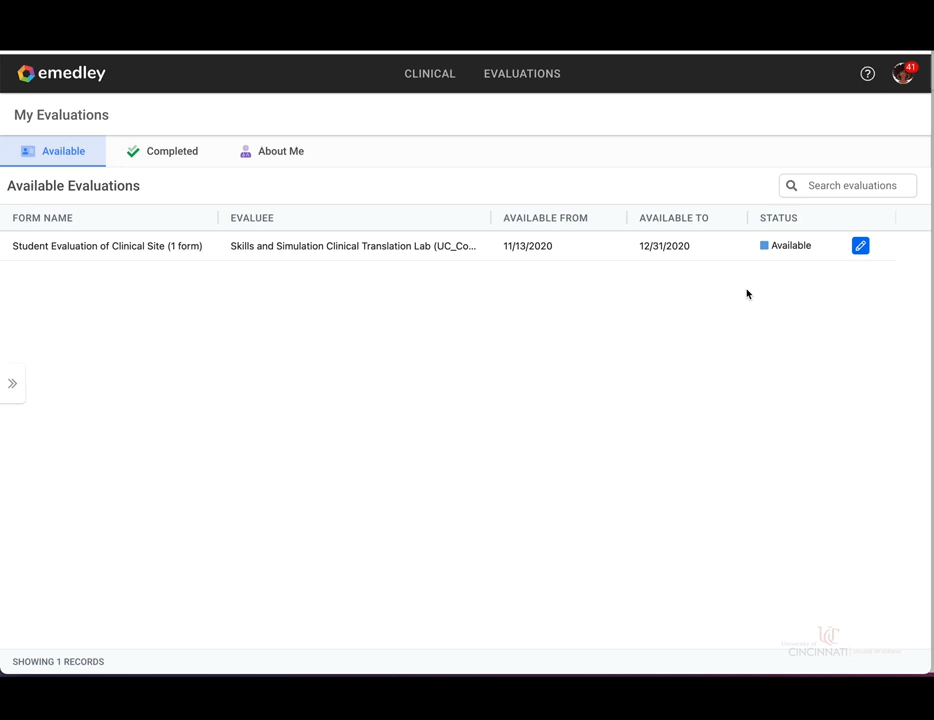 emedley
CLINICAL EVALUATIONS
41
My Evaluations
Available Completed About Me
Available Evaluations
Search evaluations
FORM NAME EVALUEE AVAILABLE FROM AVAILABLE TO STATUS
Student Evaluation of Clinical Site (1 form) Skills and Simulation Clinical Translation Lab (UC_Co... 11/13/2020 12/31/2020 Available
University of
CINCINNATI
SHOWING 1 RECORDS